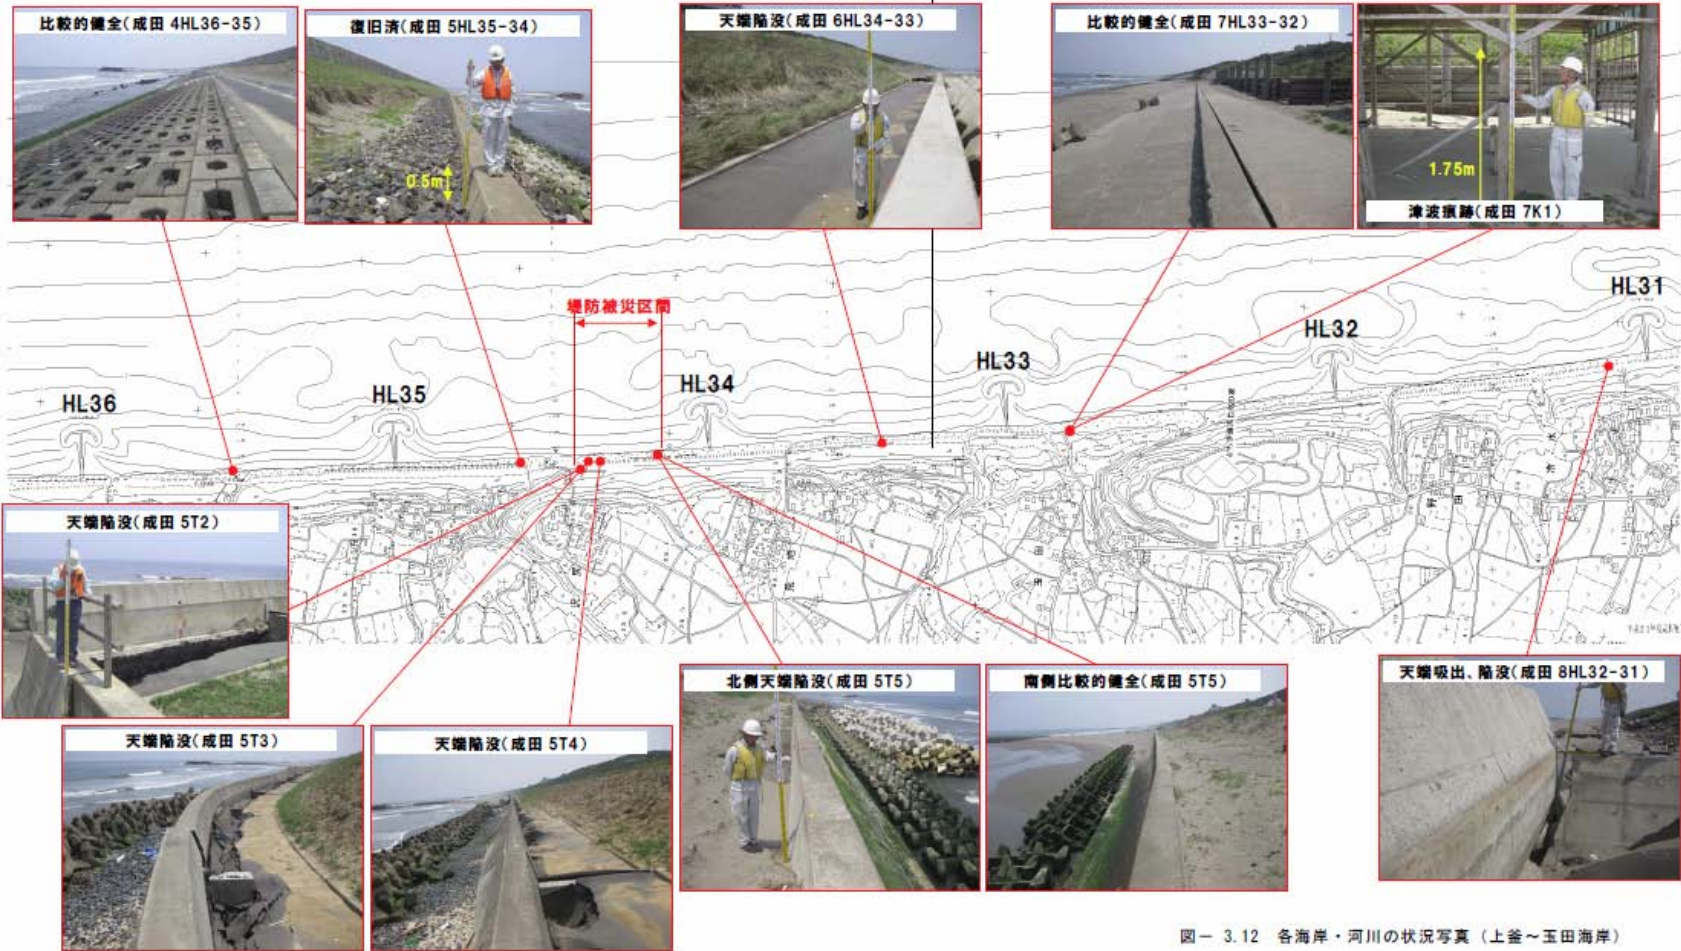 比較的健全(成田 4HL36-35)
復旧済(成田 5HL35-34)
天端陥没(成田 6HL34-33)
比較的健全(成田 7HL33-32)
0.5m
1.75m
津波痕跡(成田 7K1)
堤防被災区間
HL36
HL35
HL34
HL33
HL32
HL31
天端陥没(成田 5T2)
天端陥没(成田 5T3)
天端陥没(成田 5T4)
北側天端陥没(成田 5T5)
南側比較的健全(成田 5T5)
天端吸出、陥没(成田 8HL32-31)
図－ 3.12 各海岸・河川の状況写真（上釜～玉田海岸）